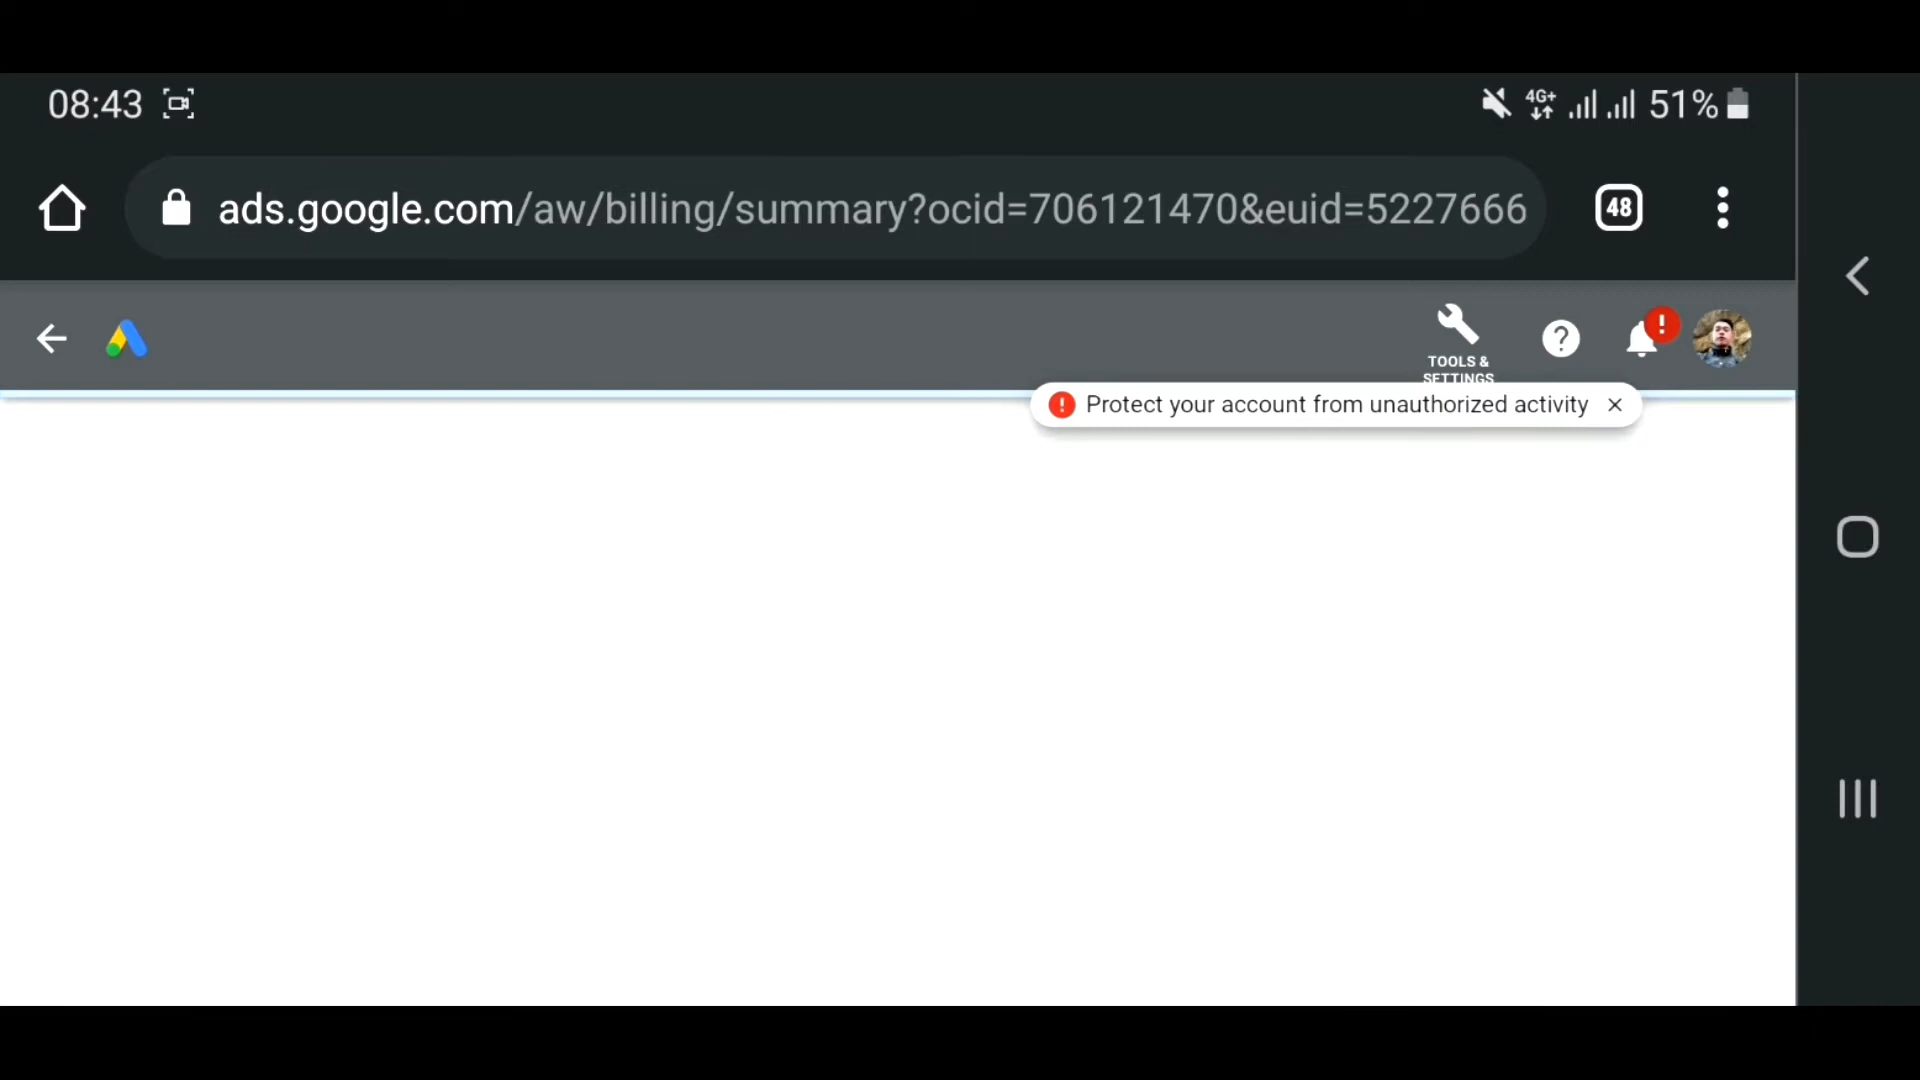 08:43
4G+
51%
ads.google.com/aw/billing/summary?ocid=706121470&euid=5227666
48
TOOLS &
SETTINGS
Protect your account from unauthorized activity